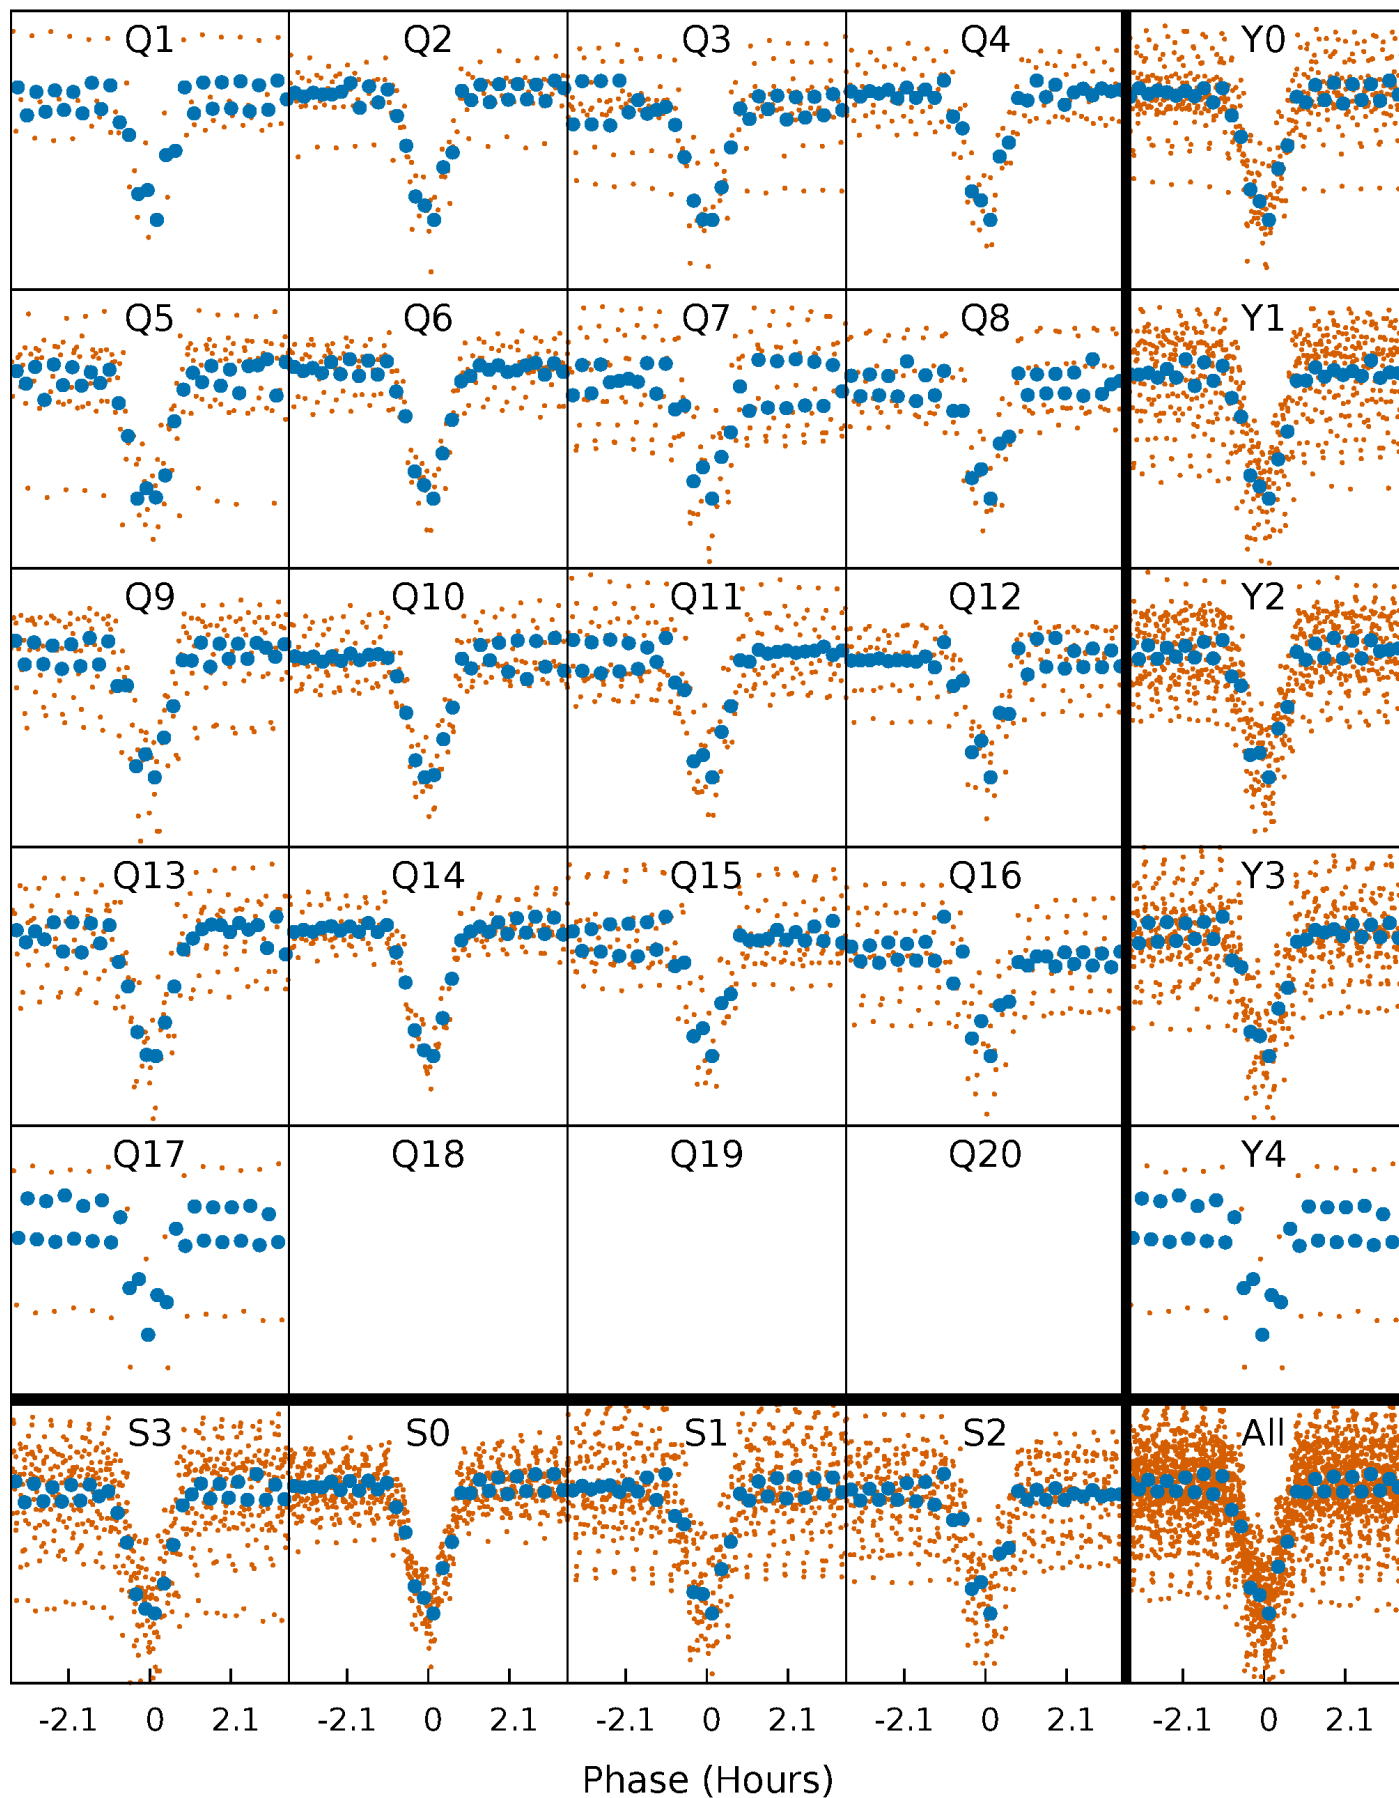 Q1 Q2 Q3 Q4 Y0
Q5 Q6 Q7 Q8 Y1
Q9 Q10 Q11 Q12 Y2
Q13 Q14 Q15 Q16 Y3
Q17 Q18 Q19 Q20 Y4
S3 S0 S1 S2 All
-2.1 0 2.1 -2.1 0 2.1 -2.1 0 2.1 -2.1 0 2.1 -2.1 0 2.1
Phase (Hours)